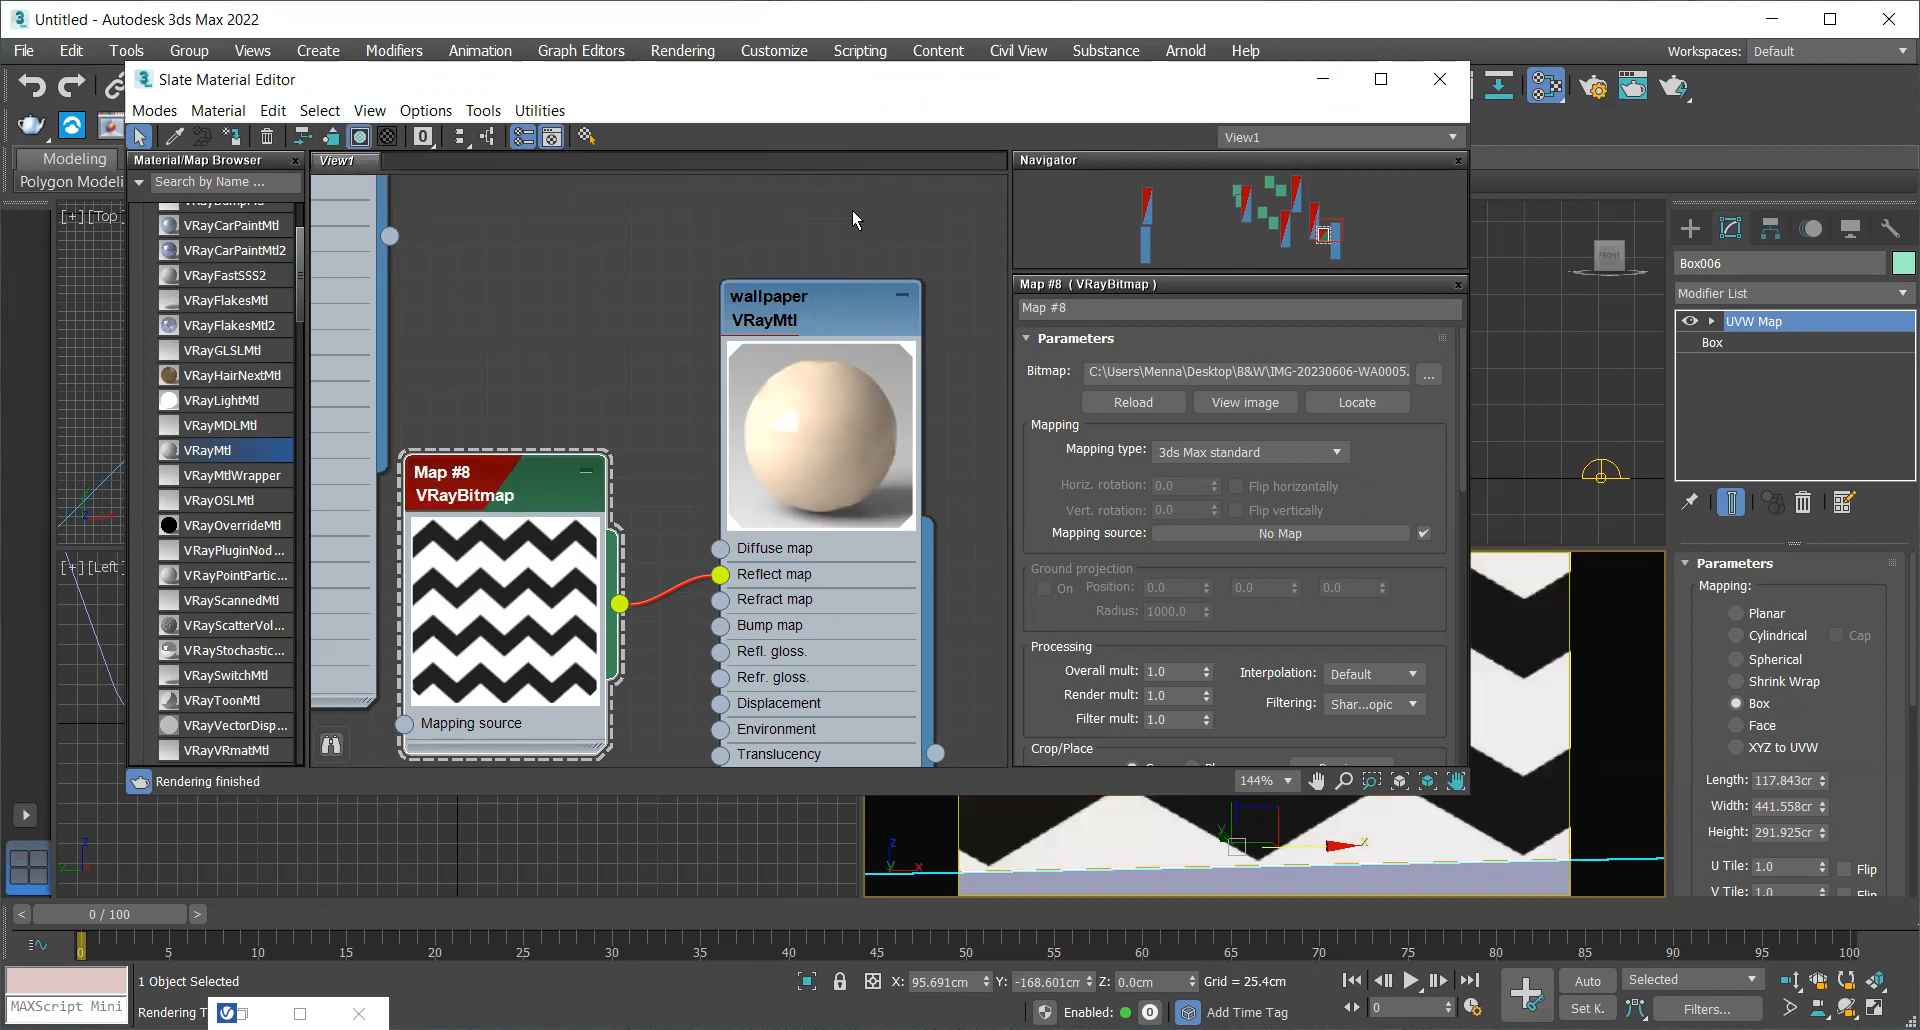 Untitled - Autodesk 3ds Max 2022
File Edit Tools Group Views Create Modifiers Animation Graph Editors Rendering Customize Scripting Content Civil View Substance Arnold Help
Workspaces: Default
Slate Material Editor
Modes Material Edit Select View Options Tools Utilities
0
View1
Modeling
Polygon Modeli
Material/Map Browser
Search by Name ...
VRayCarPaintMtl
VRayCarPaintMtl2
VRayFastSSS2
VRayFlakesMtl
VRayFlakesMtl2
VRayGLSLMtl
VRayHairNextMtl
VRayLightMtl
VRayMDLMtl
VRayMtl
VRayMtlWrapper
VRayOSLMtl
VRayOverrideMtl
VRayPluginNod ...
VRayPointPartic...
VRayScannedMtl
VRayScatterVol...
VRayStochastic...
VRaySwitchMtl
VRayToonMtl
VRayVectorDisp...
VRayVRmatMtl
[+] [Top
[+] [Left
View1
Map #8
VRayBitmap
Mapping source
wallpaper
VRayMtl
Diffuse map
Reflect map
Refract map
Bump map
Refl. gloss.
Refr. gloss.
Displacement
Environment
Translucency
Navigator
Map #8 ( VRayBitmap )
Map #8
Parameters
Bitmap: C:\Users\Menna\Desktop\B&W\IMG-20230606-WA0005. ...
Reload View image Locate
Mapping
Mapping type: 3ds Max standard
Horiz. rotation: 0.0 Flip horizontally
Vert. rotation: 0.0 Flip vertically
Mapping source: No Map
Ground projection
On Position: 0.0 0.0 0.0
Radius: 1000.0
Processing
Overall mult: 1.0 Interpolation: Default
Render mult: 1.0
Filtering: Shar...opic
Filter mult: 1.0
Crop/Place
Rendering finished
144%
FRONT
Box006
Modifier List
UVW Map
Box
Parameters
Mapping:
Planar
Cylindrical Cap
Spherical
Shrink Wrap
Box
Face
XYZ to UVW
Length: 117.843cr
Width: 441.558cr
Height: 291.925cr
U Tile: 1.0 Flip
V Tile: 1.0 Flip
z
y x
z
y x
y x
< 0 / 100 >
0 5 10 15 20 25 30 35 40 45 50 55 60 65 70 75 80 85 90 95 100
1 Object Selected
MAXScript Mini
Rendering T
X: 95.691cm Y: -168.601cm Z: 0.0cm Grid = 25.4cm
Enabled: 0 Add Time Tag
0
Auto Selected
Set K. Filters...